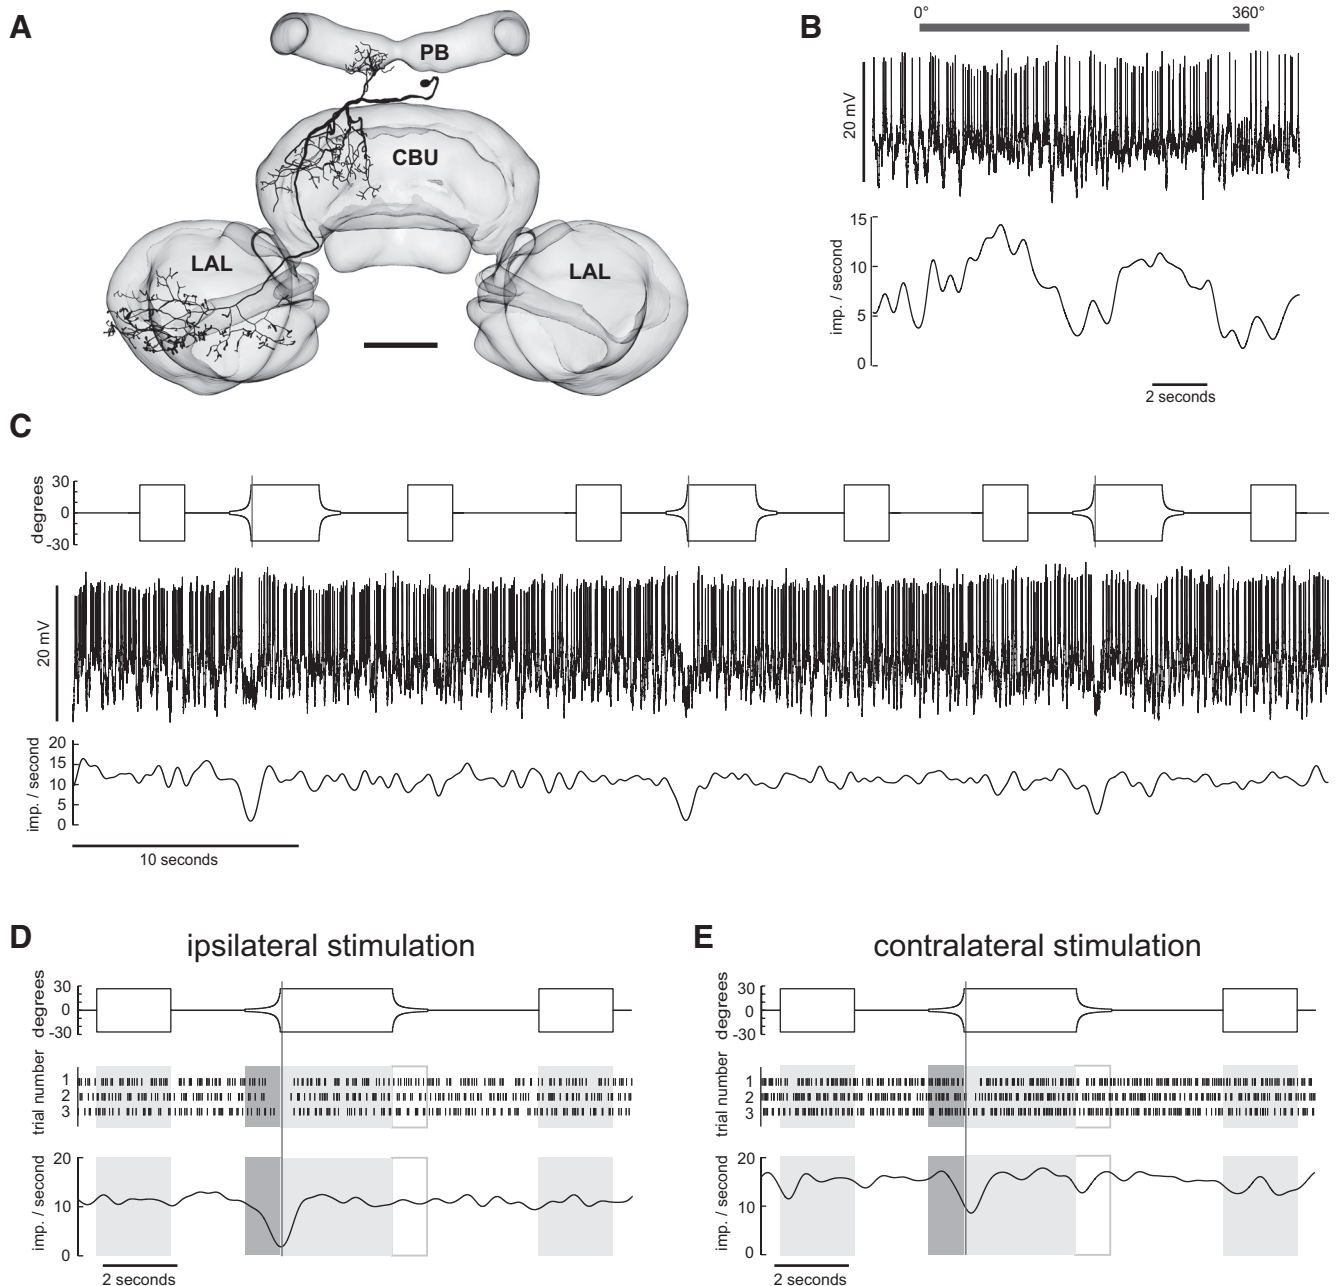 A
PB
CBU
LAL
LAL
B
0°
360°
20 mV
15
10
5
0
imp. / second
2 seconds
C
30
0
-30
degrees
20 mV
20
15
10
5
0
imp. / second
10 seconds
D
ipsilateral stimulation
30
0
-30
degrees
trial number
1
2
3
20
10
0
imp. / second
2 seconds
E
contralateral stimulation
30
0
-30
degrees
trial number
1
2
3
20
10
0
imp. / second
2 seconds